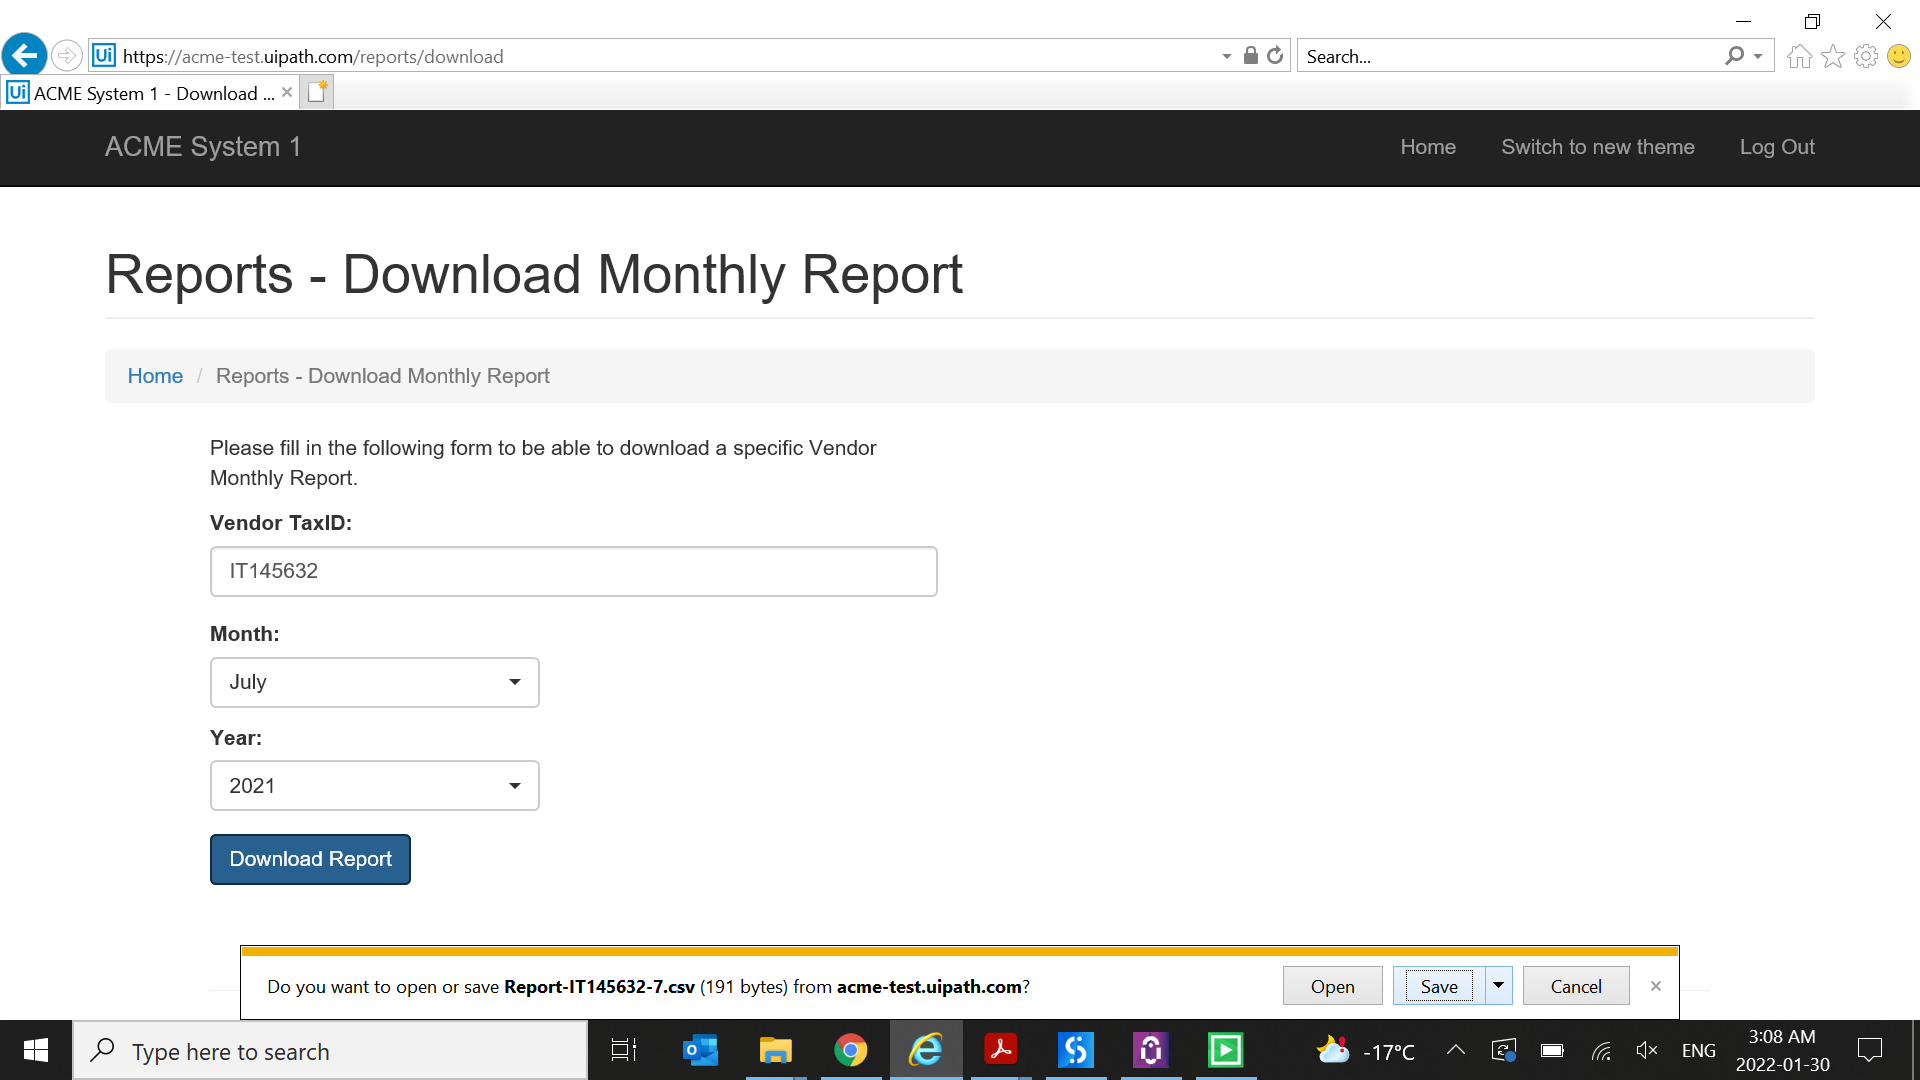 https://acme-test.uipath.com/reports/download
Search...
Ui ACME System 1 - Download ...
ACME System 1
Home
Switch to new theme
Log Out
Reports - Download Monthly Report
Home / Reports - Download Monthly Report
Please fill in the following form to be able to download a specific Vendor
Monthly Report.
Vendor TaxID:
IT145632
Month:
July
Year:
2021
Download Report
Do you want to open or save Report-IT145632-7.csv (191 bytes) from acme-test.uipath.com?
Open
Save
Cancel
Type here to search
-17°C
ENG
3:08 AM
2022-01-30